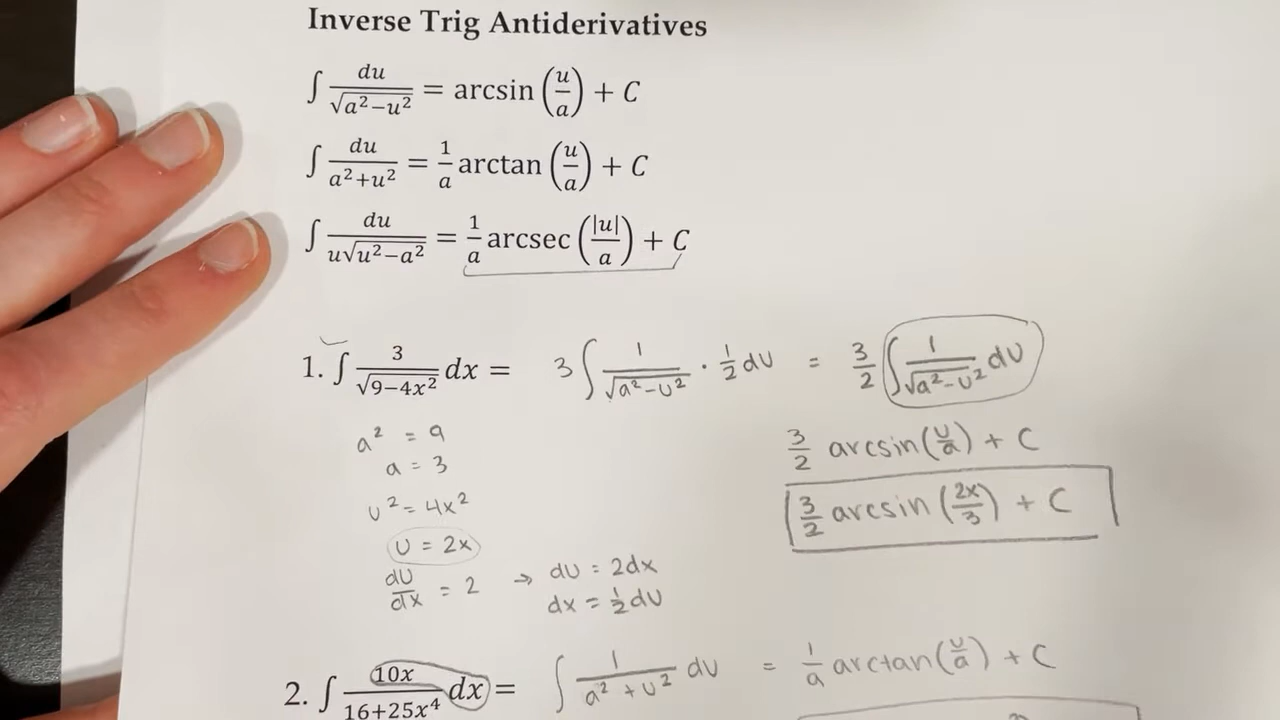 Inverse Trig Antiderivatives
∫ du/√(a²−u²) = arcsin (u/a) + C
∫ du/(a²+u²) = 1/a arctan (u/a) + C
∫ du/(u√(u²−a²)) = 1/a arcsec (|u|/a) + C
1. ∫ 3/√(9−4x²) dx = 3∫ 1/√(a²−u²) · 1/2 du = 3/2 ∫ 1/√(a²−u²) du
a² = 9
a = 3
u² = 4x²
u = 2x
du/dx = 2 → du = 2dx
dx = 1/2 du
3/2 arcsin(u/a) + C
3/2 arcsin(2x/3) + C
2. ∫ 10x/(16+25x⁴) dx = ∫ 1/(a²+u²) du = 1/a arctan(u/a) + C